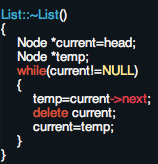 List::~List()
{
Node *current=head;
Node *temp;
while(current!=NULL)
{
temp=current->next;
delete current;
current=temp;
}
}